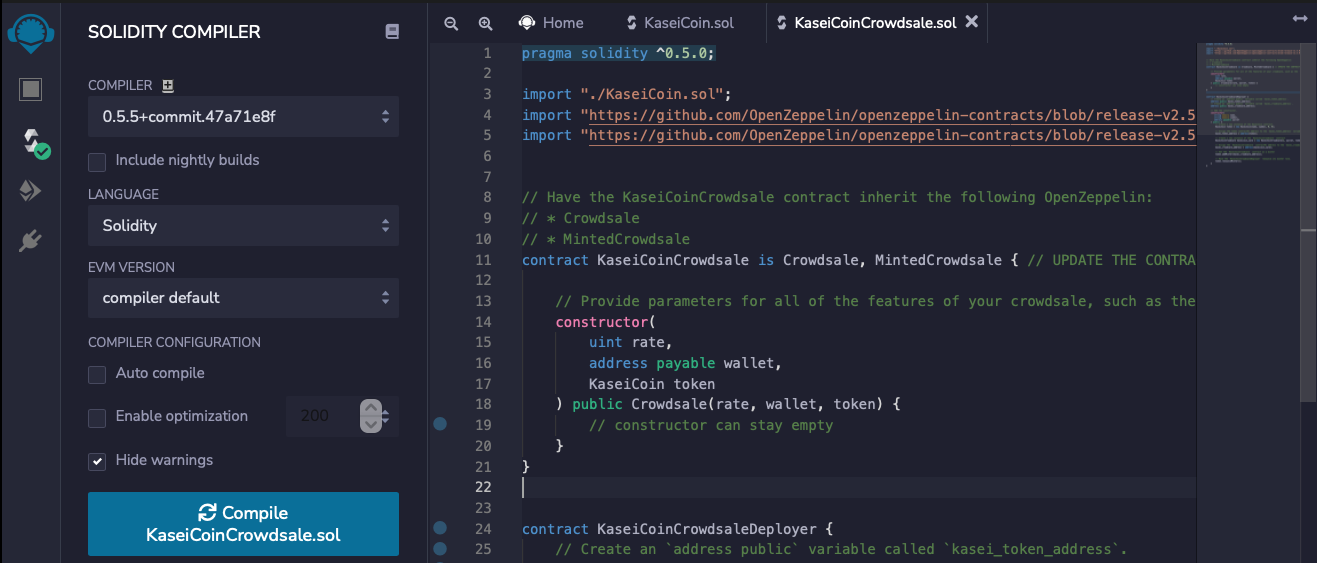 SOLIDITY COMPILER
COMPILER
0.5.5+commit.47a71e8f
Include nightly builds
LANGUAGE
Solidity
EVM VERSION
compiler default
COMPILER CONFIGURATION
Auto compile
Enable optimization
200
Hide warnings
Compile
KaseiCoinCrowdsale.sol
Home
KaseiCoin.sol
KaseiCoinCrowdsale.sol
1 pragma solidity ^0.5.0;
2
3 import "./KaseiCoin.sol";
4 import "https://github.com/OpenZeppelin/openzeppelin-contracts/blob/release-v2.5
5 import "https://github.com/OpenZeppelin/openzeppelin-contracts/blob/release-v2.5
6
7
8 // Have the KaseiCoinCrowdsale contract inherit the following OpenZeppelin:
9 // * Crowdsale
10 // * MintedCrowdsale
11 contract KaseiCoinCrowdsale is Crowdsale, MintedCrowdsale { // UPDATE THE CONTRA
12
13 // Provide parameters for all of the features of your crowdsale, such as the
14 constructor(
15 uint rate,
16 address payable wallet,
17 KaseiCoin token
18 ) public Crowdsale(rate, wallet, token) {
19 // constructor can stay empty
20 }
21 }
22
23
24 contract KaseiCoinCrowdsaleDeployer {
25 // Create an `address public` variable called `kasei_token_address`.